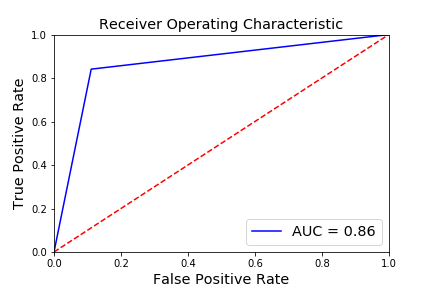 Receiver Operating Characteristic
True Positive Rate
1.0
0.8
0.6
0.4
0.2
0.0
AUC = 0.86
0.0 0.2 0.4 0.6 0.8 1.0
False Positive Rate